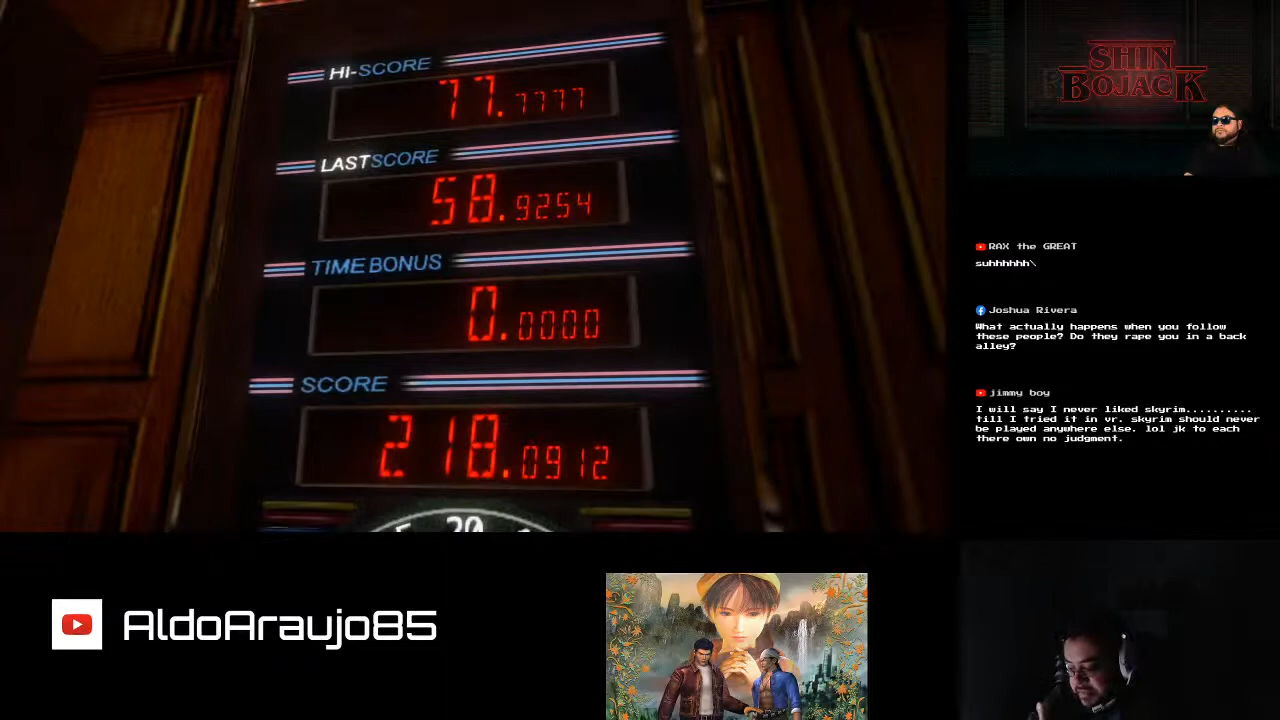 HI-SCORE
77.7777
LAST SCORE
58.9254
TIME BONUS
0.0000
SCORE
218.0912
20
SHIN
BOJACK
RAX the GREAT
suhhhhhh\
Joshua Rivera
What actually happens when you follow
these people? Do they rape you in a back
alley?
jimmy boy
I will say I never liked skyrim..........
till I tried it in vr. skyrim should never
be played anywhere else. lol jk to each
there own no judgment.
AldoAraujo85